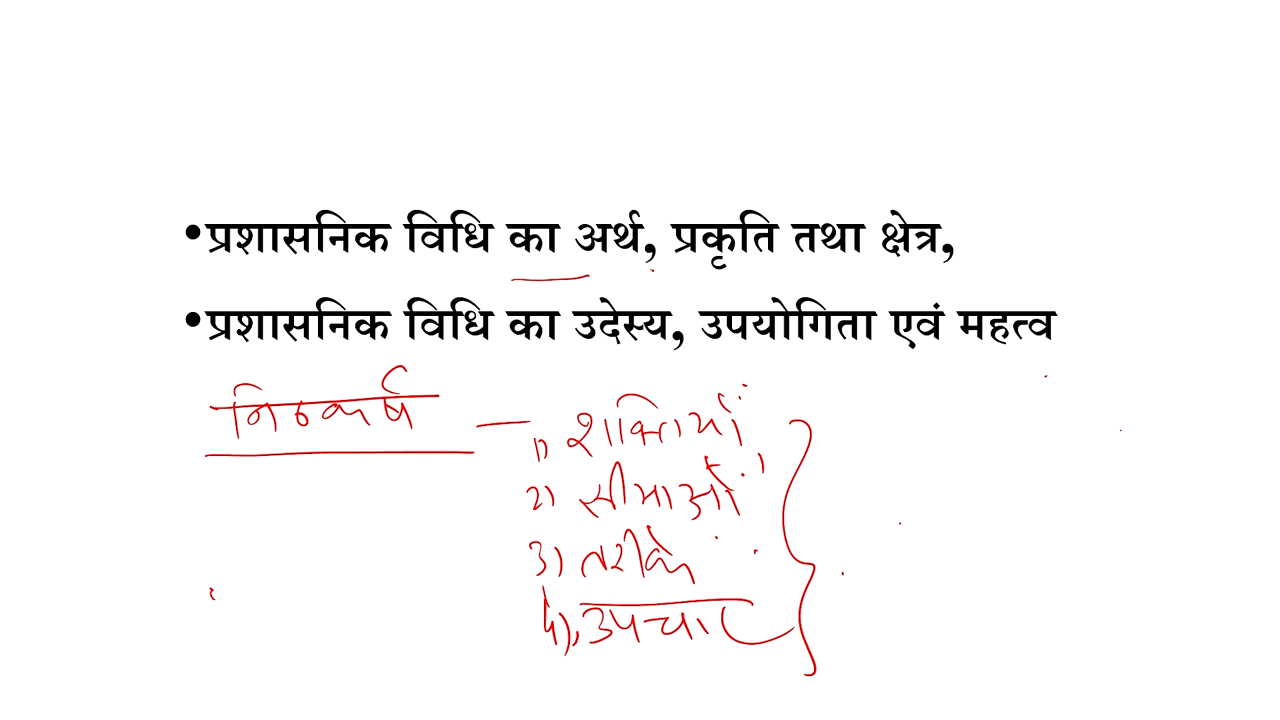 •प्रशासनिक विधि का अर्थ, प्रकृति तथा क्षेत्र,
•प्रशासनिक विधि का उदेस्य, उपयोगिता एवं महत्व
निष्कर्ष — 1) शक्तियों
2) सीमाओं
3) तरीके
4) उपचार